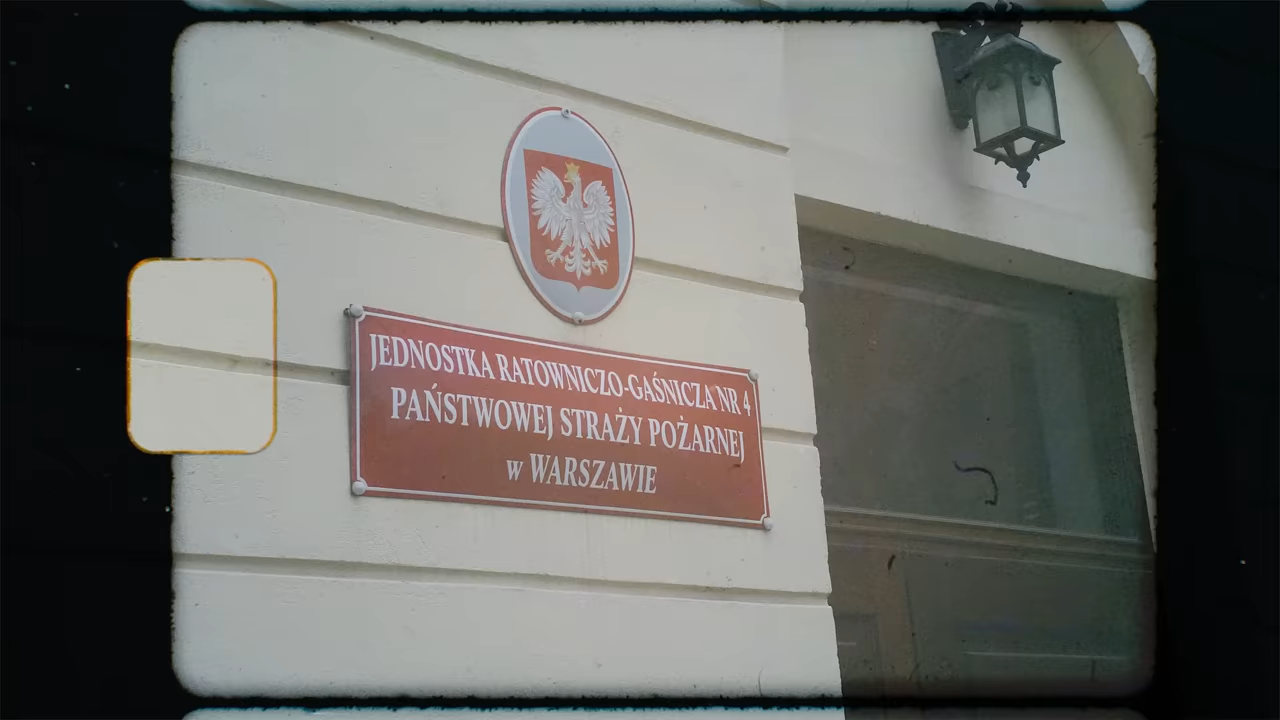 JEDNOSTKA RATOWNICZO-GAŚNICZA NR 4
PAŃSTWOWEJ STRAŻY POŻARNEJ
w WARSZAWIE